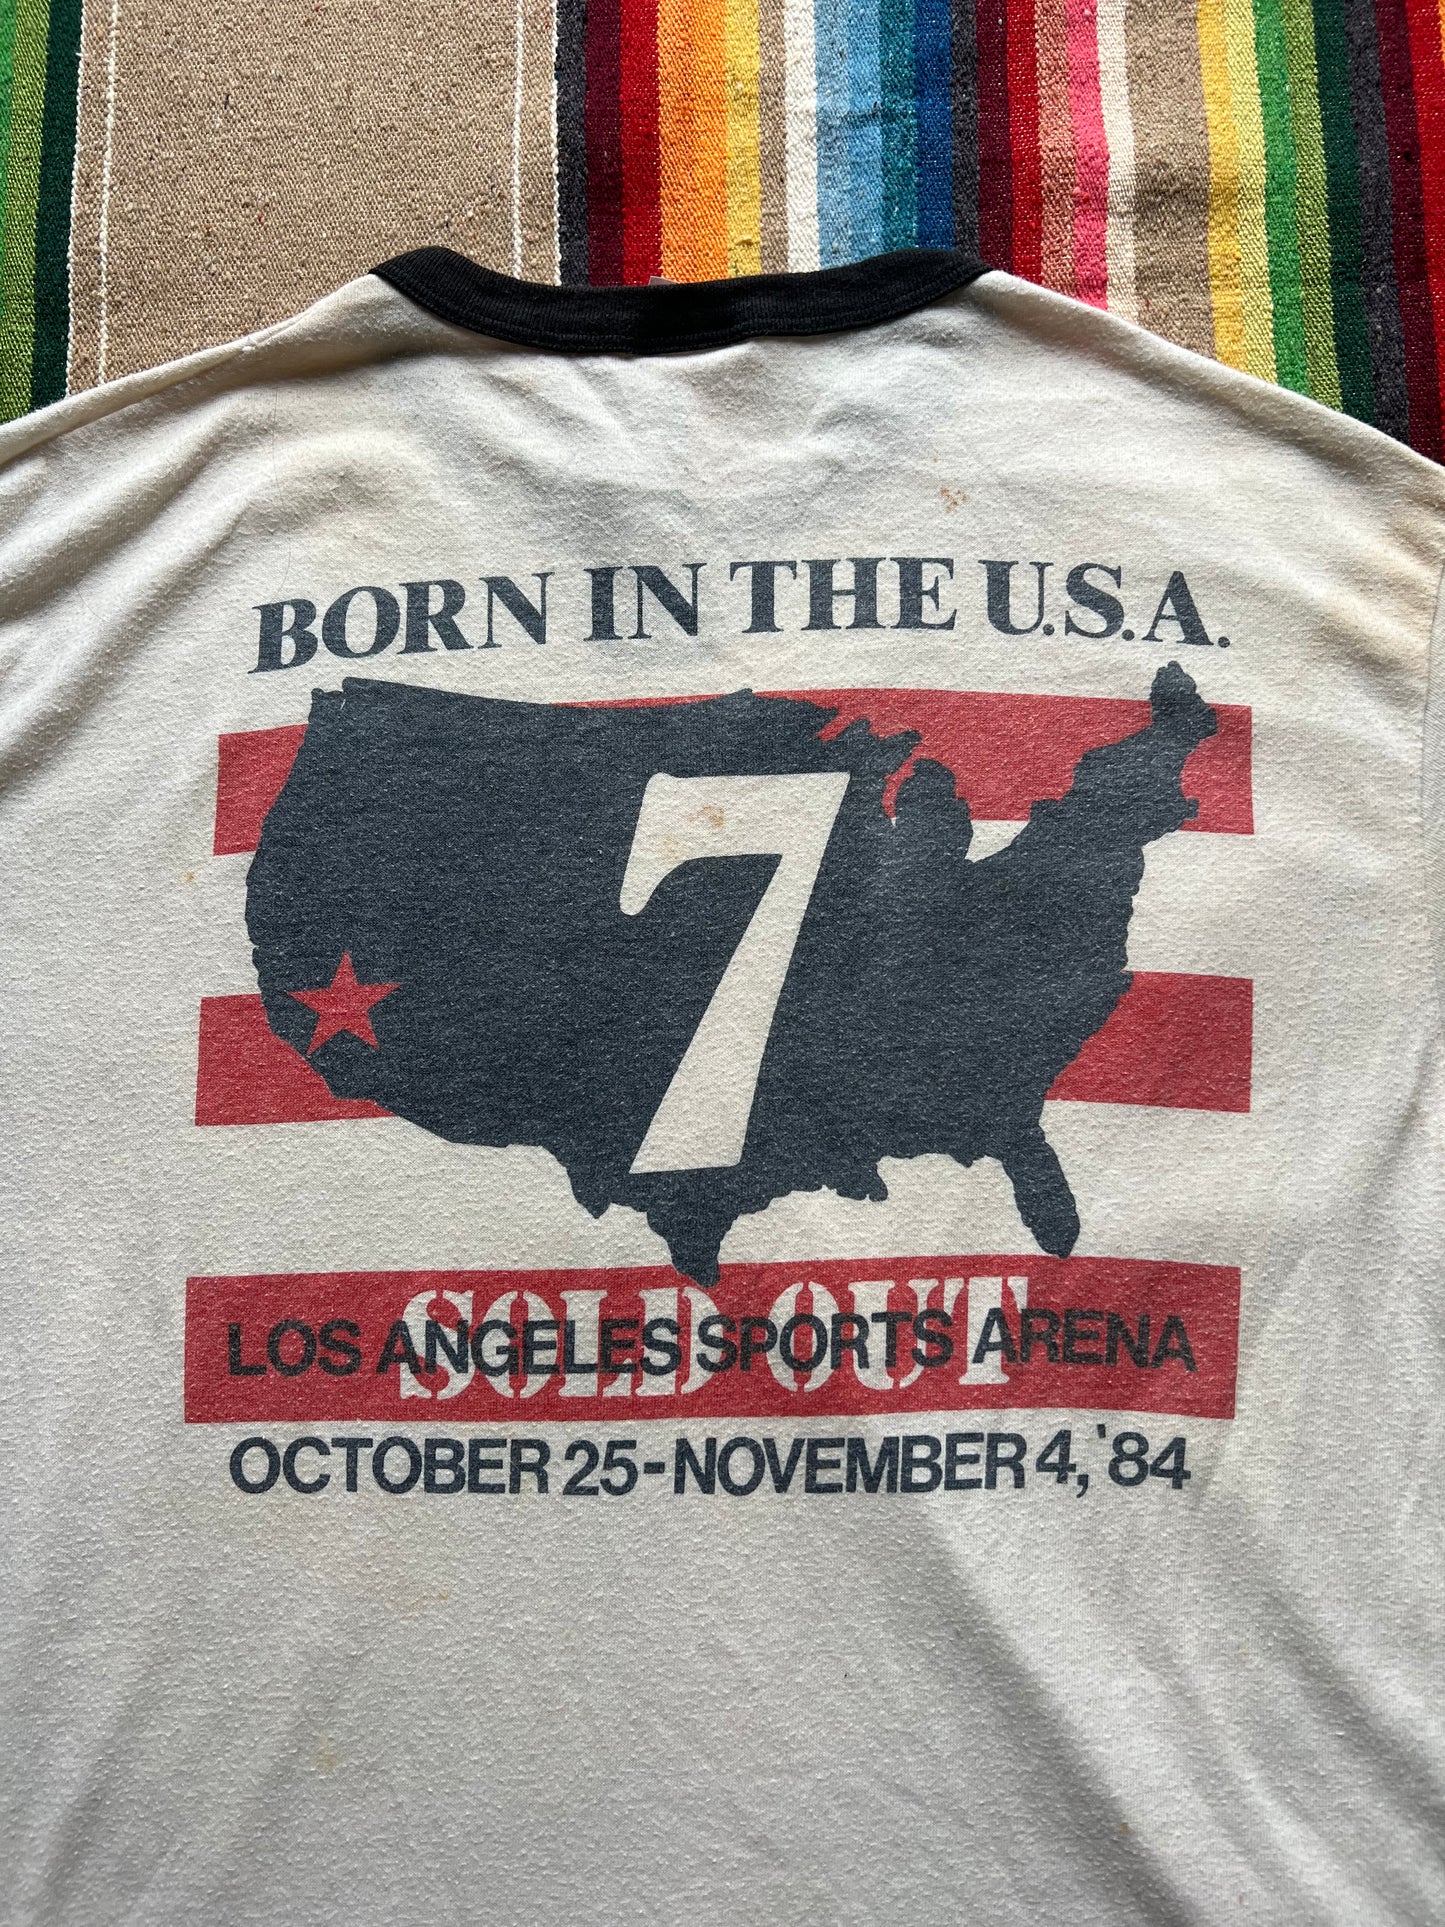 BORN IN THE U.S.A.
7
SOLD OUT
LOS ANGELES SPORTS ARENA
OCTOBER 25-NOVEMBER 4, '84